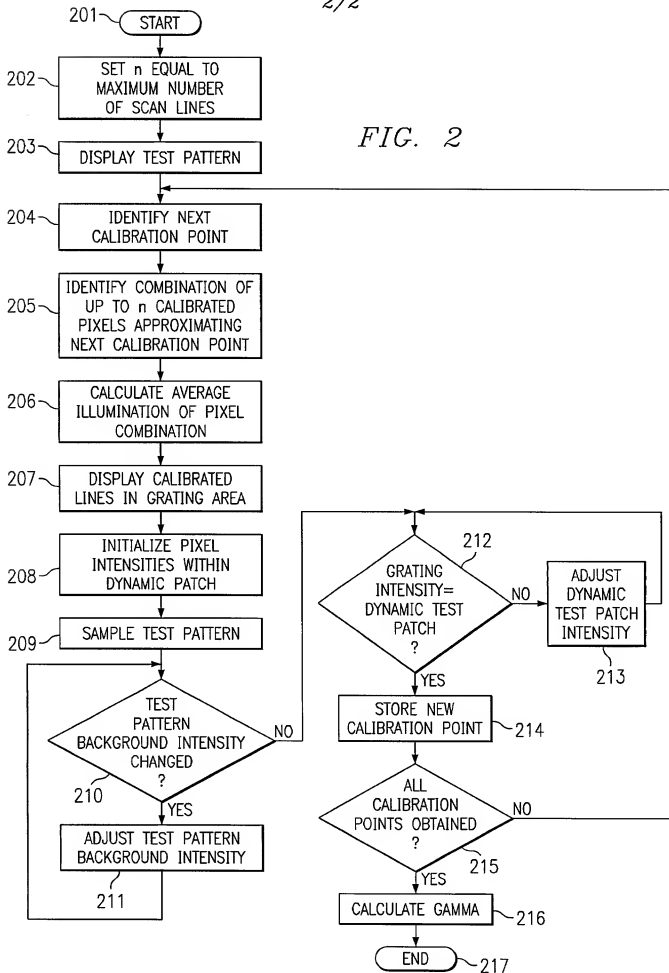 2/2
201
START
202
SET n EQUAL TO
MAXIMUM NUMBER
OF SCAN LINES
FIG. 2
203
DISPLAY TEST PATTERN
204
IDENTIFY NEXT
CALIBRATION POINT
205
IDENTIFY COMBINATION OF
UP TO n CALIBRATED
PIXELS APPROXIMATING
NEXT CALIBRATION POINT
206
CALCULATE AVERAGE
ILLUMINATION OF PIXEL
COMBINATION
207
DISPLAY CALIBRATED
LINES IN GRATING AREA
208
INITIALIZE PIXEL
INTENSITIES WITHIN
DYNAMIC PATCH
209
SAMPLE TEST PATTERN
TEST
PATTERN
BACKGROUND INTENSITY
CHANGED
?
210
NO
YES
ADJUST TEST PATTERN
BACKGROUND INTENSITY
211
212
GRATING
INTENSITY=
DYNAMIC TEST
PATCH
?
NO
YES
ADJUST
DYNAMIC
TEST PATCH
INTENSITY
213
STORE NEW
CALIBRATION POINT
214
ALL
CALIBRATION
POINTS OBTAINED
?
NO
215
YES
CALCULATE GAMMA
216
END
217